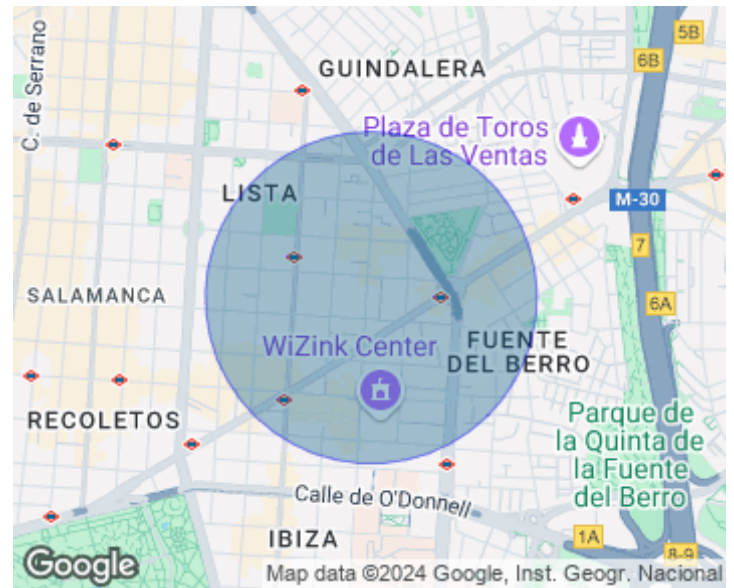 5B
6B
C. de Serrano
GUINDALERA
Plaza de Toros
de Las Ventas
LISTA
M-30
7
SALAMANCA
6A
WiZink Center
FUENTE
DEL BERRO
RECOLETOS
Parque de
la Quinta de
la Fuente
del Berro
Calle de O'Donnell
IBIZA
1A
8-9
Google
Map data ©2024 Google, Inst. Geogr. Nacional